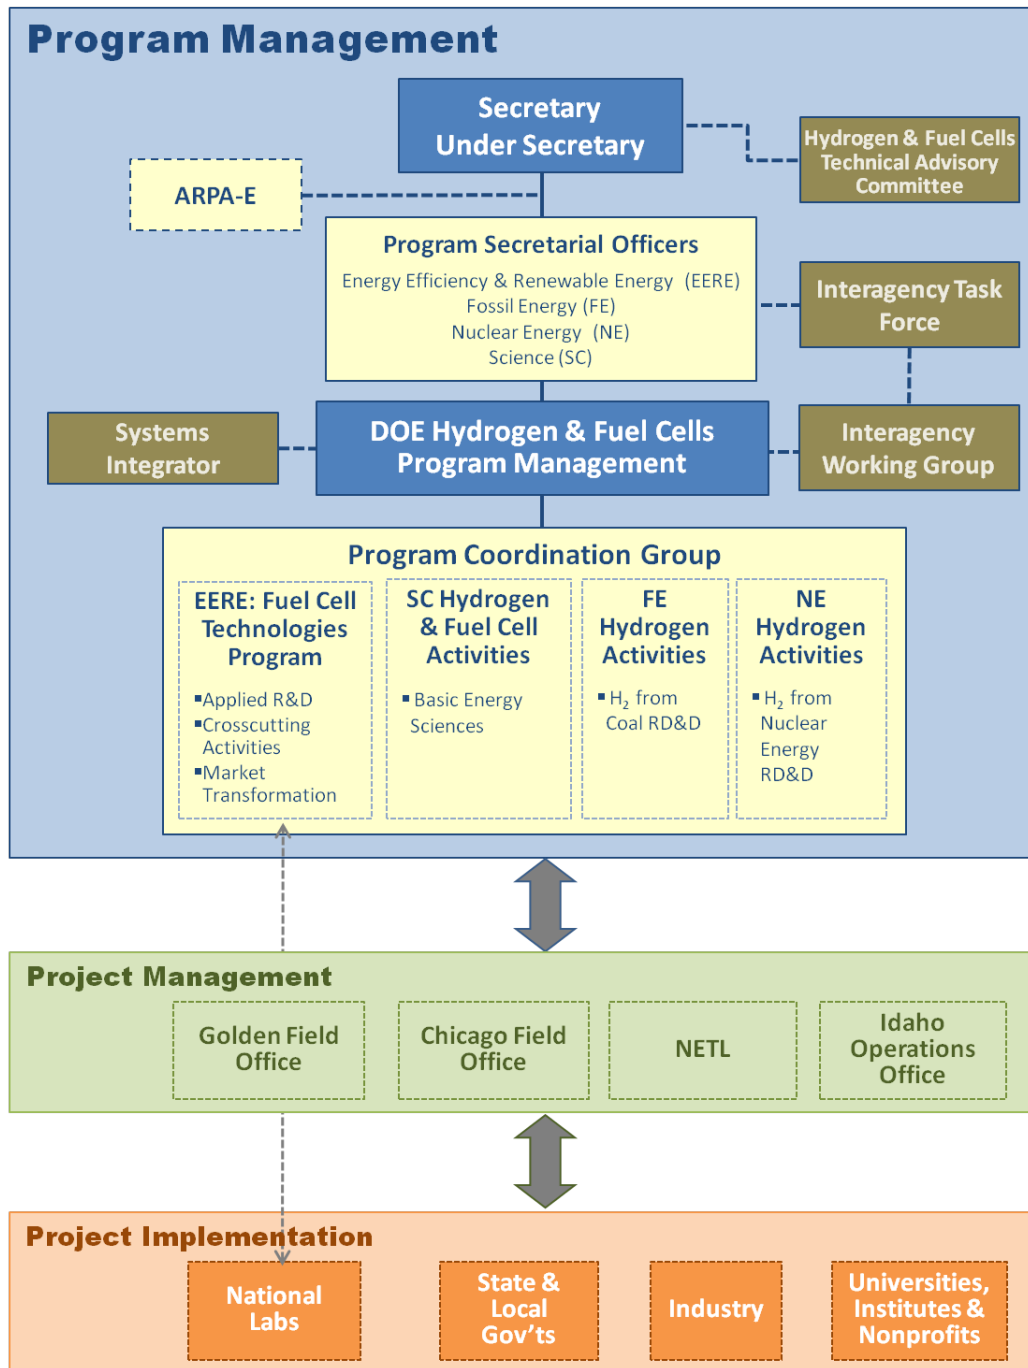 Program Management
Secretary
Under Secretary
Hydrogen & Fuel Cells
Technical Advisory
Committee
ARPA-E
Program Secretarial Officers
Energy Efficiency & Renewable Energy (EERE)
Fossil Energy (FE)
Nuclear Energy (NE)
Science (SC)
Interagency Task
Force
Systems
Integrator
DOE Hydrogen & Fuel Cells
Program Management
Interagency
Working Group
Program Coordination Group
EERE: Fuel Cell
Technologies
Program
▪Applied R&D
▪Crosscutting
Activities
▪Market
Transformation
SC Hydrogen
& Fuel Cell
Activities
▪ Basic Energy
Sciences
FE
Hydrogen
Activities
▪ H₂ from
Coal RD&D
NE
Hydrogen
Activities
▪ H₂ from
Nuclear
Energy
RD&D
Project Management
Golden Field
Office
Chicago Field
Office
NETL
Idaho
Operations
Office
Project Implementation
National
Labs
State &
Local
Gov'ts
Industry
Universities,
Institutes &
Nonprofits